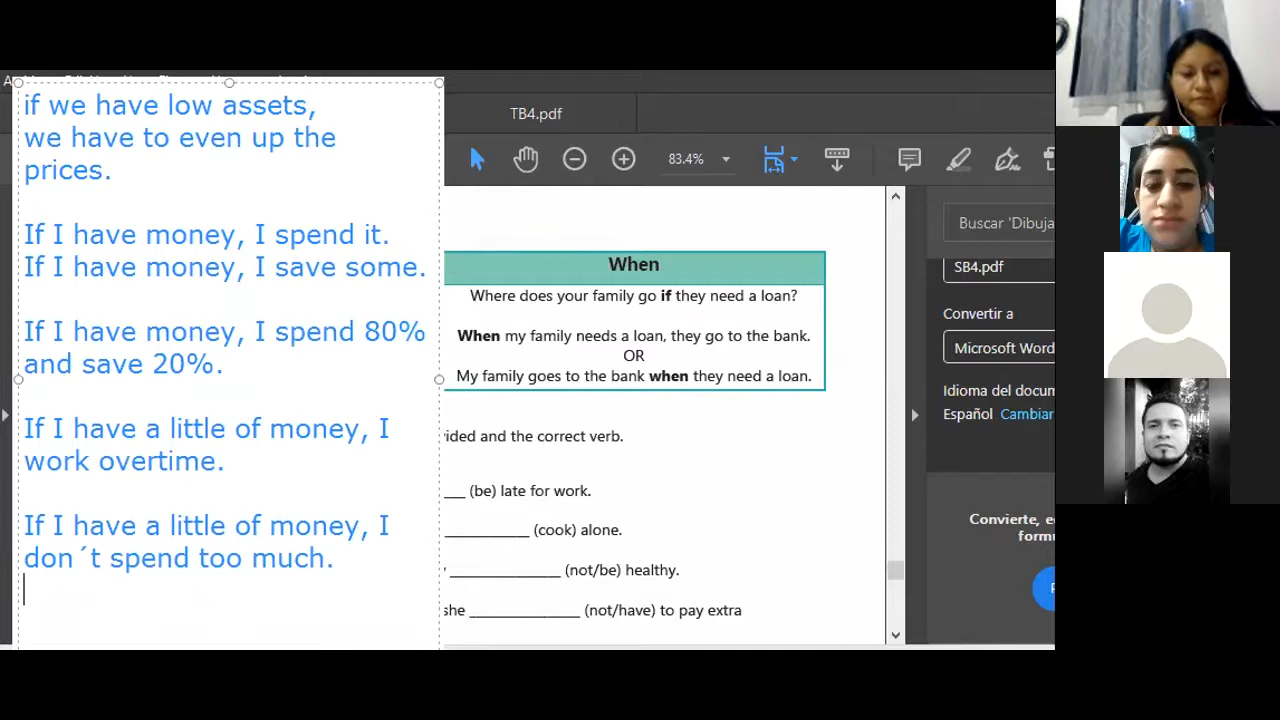 if we have low assets,
we have to even up the
prices.
If I have money, I spend it.
If I have money, I save some.
If I have money, I spend 80%
and save 20%.
If I have a little of money, I
work overtime.
If I have a little of money, I
don´t spend too much.
TB4.pdf
83.4%
When
Where does your family go if they need a loan?
When my family needs a loan, they go to the bank.
OR
My family goes to the bank when they need a loan.
and the correct verb.
___ (be) late for work.
______________ (cook) alone.
______________ (not/be) healthy.
she ______________ (not/have) to pay extra
Buscar 'Dibuja
SB4.pdf
Convertir a
Microsoft Word
Idioma del docum
Español Cambiar
Convierte, e
formu